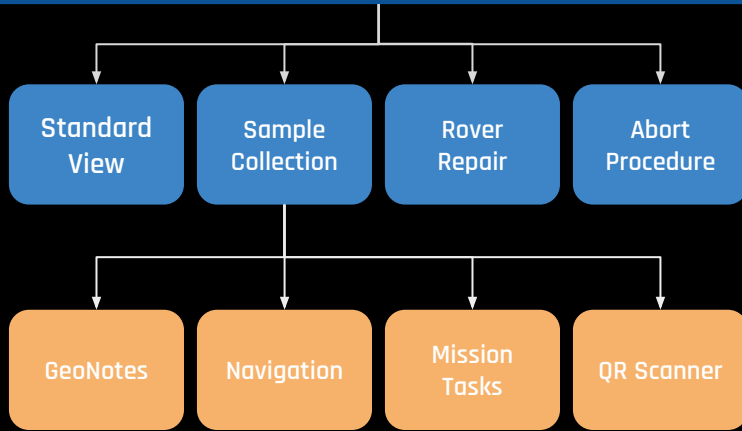 Standard
View
Sample
Collection
Rover
Repair
Abort
Procedure
GeoNotes
Navigation
Mission
Tasks
QR Scanner